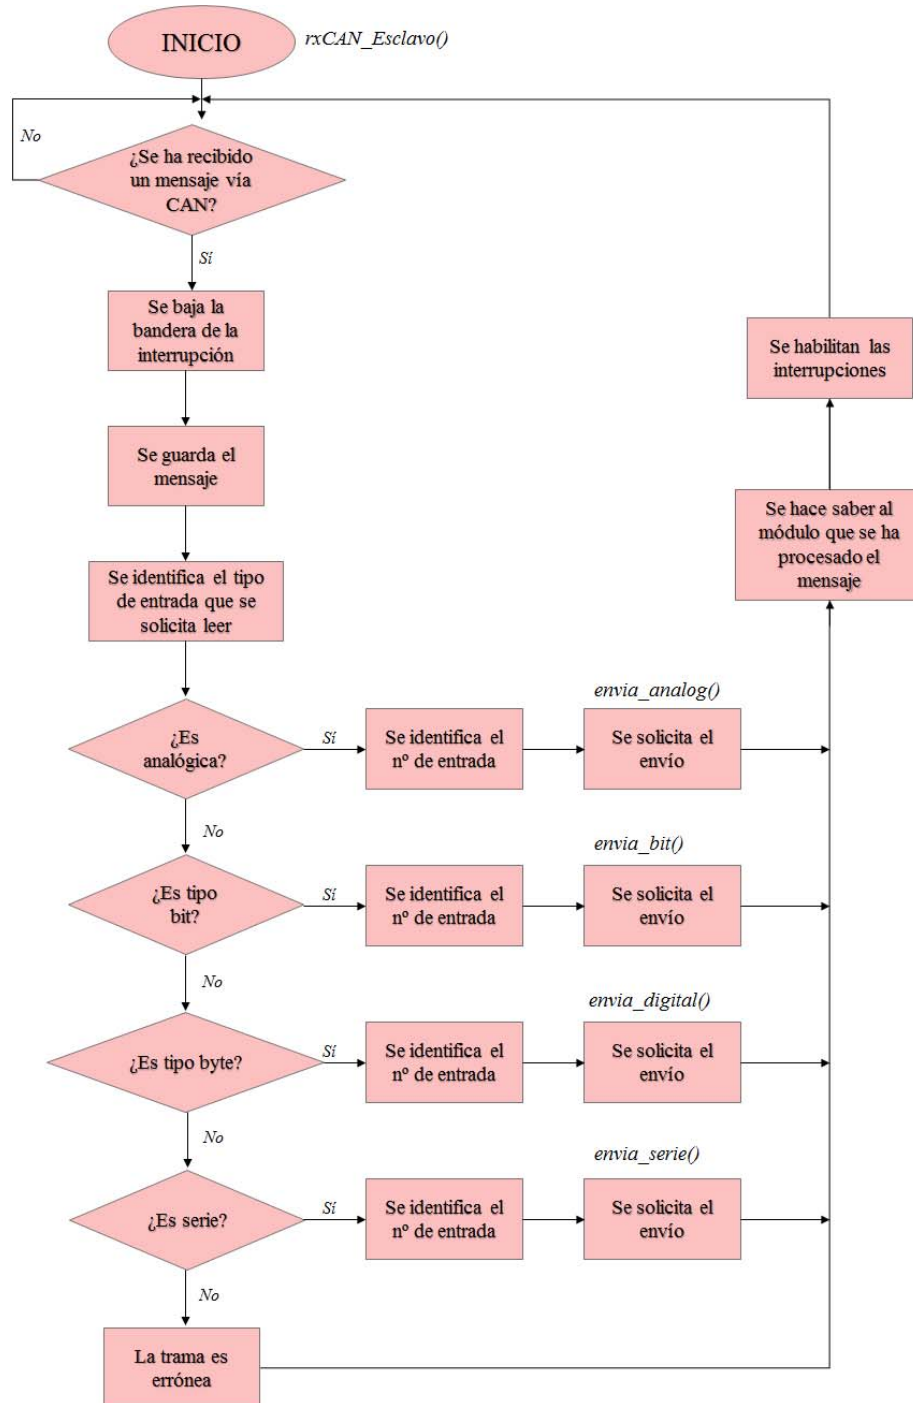 INICIO
rxCAN_Esclavo()
No
¿Se ha recibido
un mensaje vía
CAN?
Sí
Se baja la
bandera de la
interrupción
Se guarda el
mensaje
Se identifica el tipo
de entrada que se
solicita leer
¿Es
analógica?
Sí
Se identifica el
nº de entrada
envia_analog()
Se solicita el
envío
No
¿Es tipo
bit?
Sí
Se identifica el
nº de entrada
envia_bit()
Se solicita el
envío
No
¿Es tipo byte?
Sí
Se identifica el
nº de entrada
envia_digital()
Se solicita el
envío
No
¿Es serie?
Sí
Se identifica el
nº de entrada
envia_serie()
Se solicita el
envío
No
La trama es
errónea
Se hace saber al
módulo que se ha
procesado el
mensaje
Se habilitan las
interrupciones